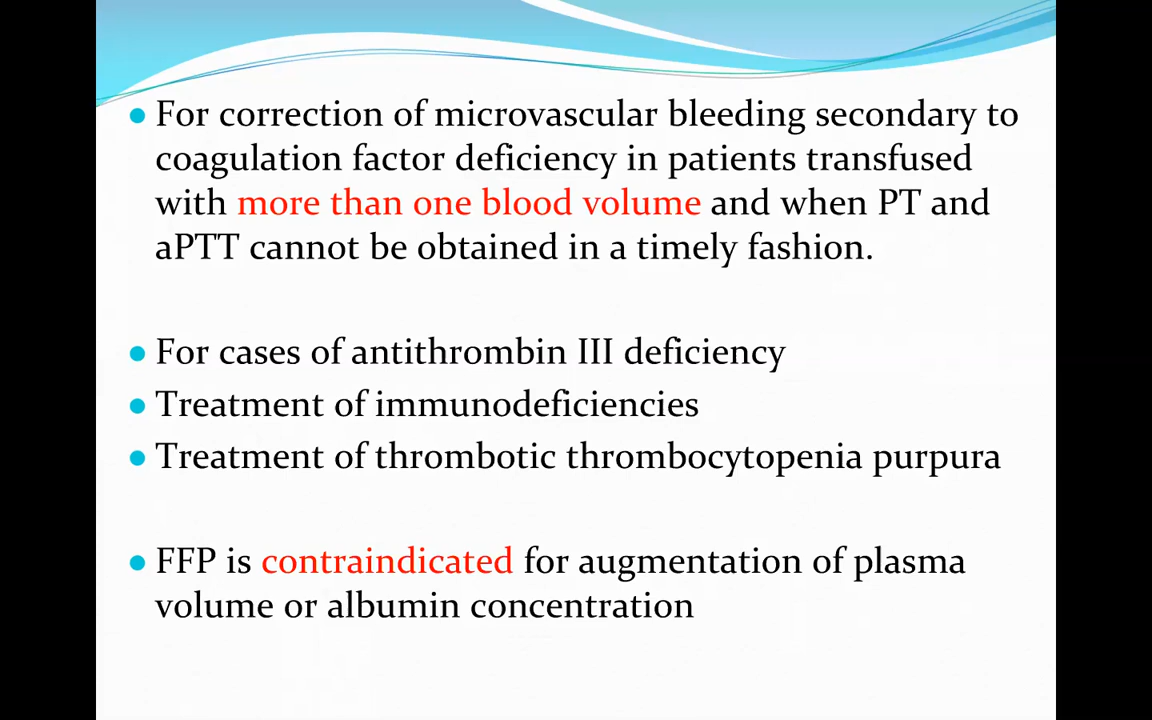 • For correction of microvascular bleeding secondary to
coagulation factor deficiency in patients transfused
with more than one blood volume and when PT and
aPTT cannot be obtained in a timely fashion.
• For cases of antithrombin III deficiency
• Treatment of immunodeficiencies
• Treatment of thrombotic thrombocytopenia purpura
• FFP is contraindicated for augmentation of plasma
volume or albumin concentration